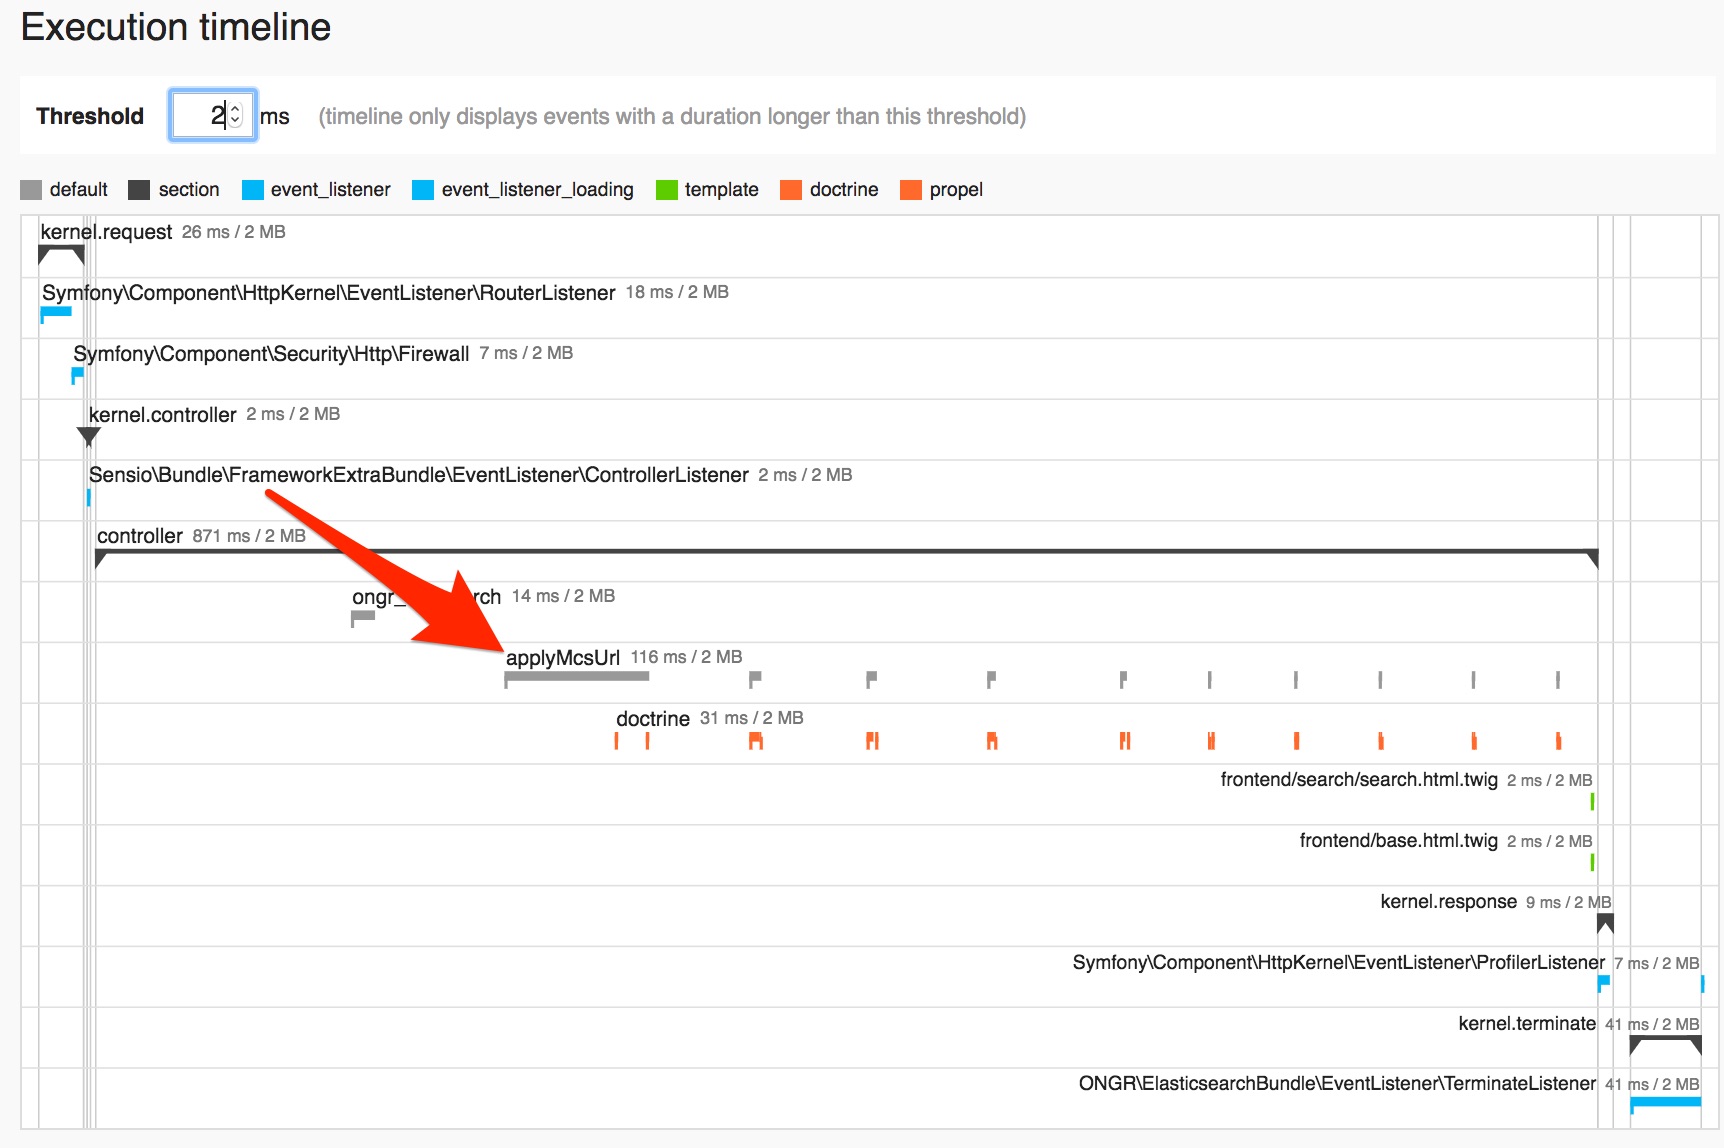 Execution timeline
Threshold 2 ms (timeline only displays events with a duration longer than this threshold)
default section event_listener event_listener_loading template doctrine propel
kernel.request 26 ms / 2 MB
Symfony\Component\HttpKernel\EventListener\RouterListener 18 ms / 2 MB
Symfony\Component\Security\Http\Firewall 7 ms / 2 MB
kernel.controller 2 ms / 2 MB
Sensio\Bundle\FrameworkExtraBundle\EventListener\ControllerListener 2 ms / 2 MB
controller 871 ms / 2 MB
14 ms / 2 MB
applyMcsUrl 116 ms / 2 MB
doctrine 31 ms / 2 MB
frontend/search/search.html.twig 2 ms / 2 MB
frontend/base.html.twig 2 ms / 2 MB
kernel.response 9 ms / 2 MB
Symfony\Component\HttpKernel\EventListener\ProfilerListener 7 ms / 2 MB
kernel.terminate 41 ms / 2 MB
ONGR\ElasticsearchBundle\EventListener\TerminateListener 41 ms / 2 MB